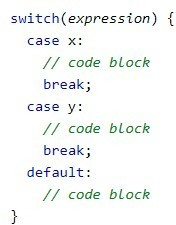 switch(expression) {
  case x:
    // code block
    break;
  case y:
    // code block
    break;
  default:
    // code block
}